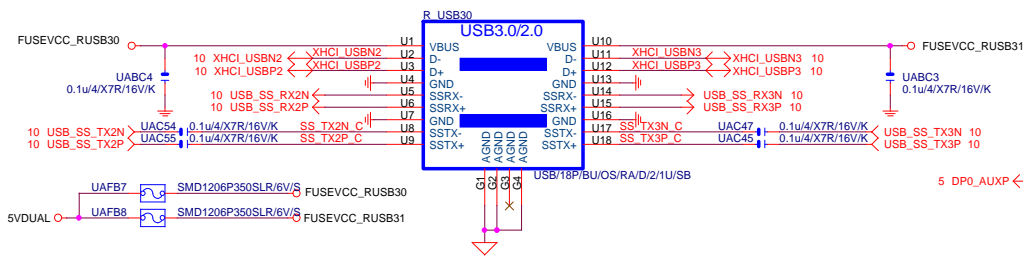 R_USB30
USB3.0/2.0
FUSEVCC_RUSB30 U1 VBUS U10 FUSEVCC_RUSB31
10 XHCI_USBN2 XHCI_USBN2 U2 D- D- U11 XHCI_USBN3 XHCI_USBN3 10
10 XHCI_USBP2 XHCI_USBP2 U3 D+ D+ U12 XHCI_USBP3 XHCI_USBP3 10
UABC4 U4 GND U13 UABC3
0.1u/4/X7R/16V/K 0.1u/4/X7R/16V/K
10 USB_SS_RX2N U5 SSRX- SSRX- U14 USB_SS_RX3N 10
10 USB_SS_RX2P U6 SSRX+ SSRX+ U15 USB_SS_RX3P 10
U7 GND U16
10 USB_SS_TX2N UAC54 0.1u/4/X7R/16V/K SS_TX2N_C U8 SSTX- SSTX- U17 SS_TX3N_C UAC47 0.1u/4/X7R/16V/K USB_SS_TX3N 10
10 USB_SS_TX2P UAC55 0.1u/4/X7R/16V/K SS_TX2P_C U9 SSTX+ SSTX+ U18 SS_TX3P_C UAC45 0.1u/4/X7R/16V/K USB_SS_TX3P 10
AGND AGND AGND AGND
G1 G2 G3 G4
USB/18P/BU/OS/RA/D/2/1U/SB
5 DP0_AUXP
UAFB7 SMD1206P350SLR/6V/S FUSEVCC_RUSB30
5VDUAL UAFB8 SMD1206P350SLR/6V/S FUSEVCC_RUSB31